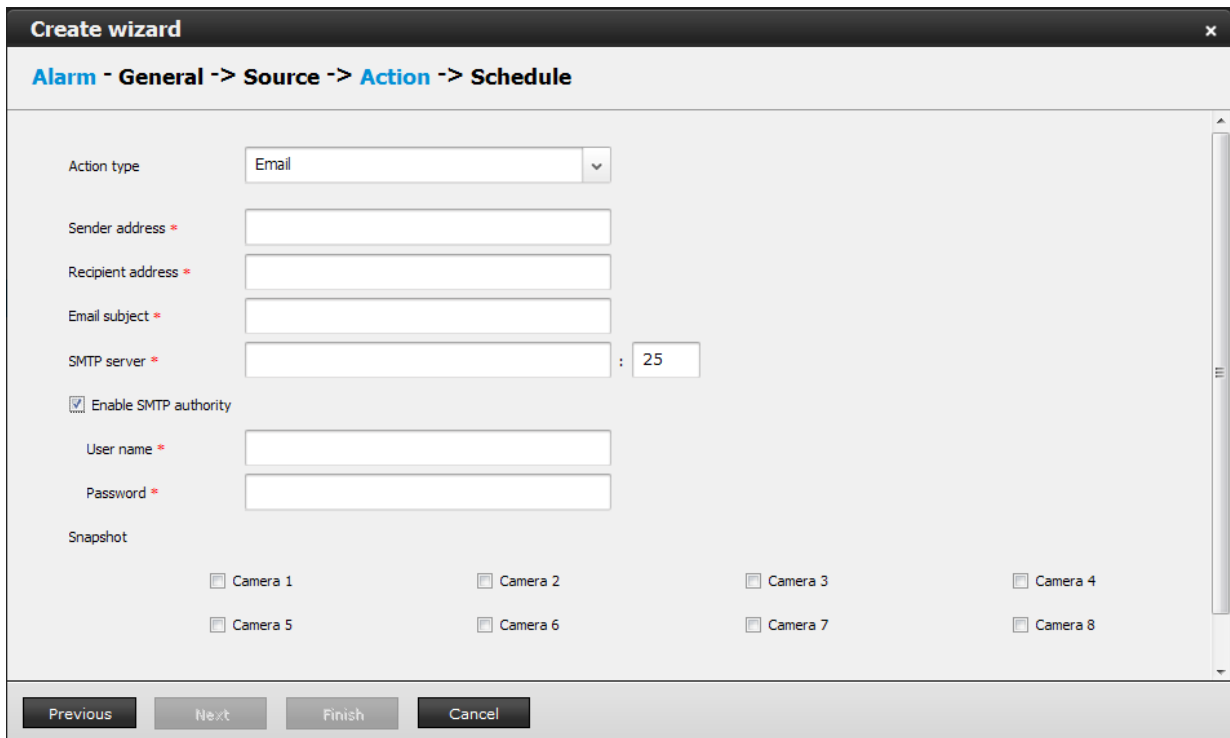 Create wizard x
Alarm - General -> Source -> Action -> Schedule
Action type Email
Sender address *
Recipient address *
Email subject *
SMTP server * : 25
Enable SMTP authority
User name *
Password *
Snapshot
Camera 1 Camera 2 Camera 3 Camera 4
Camera 5 Camera 6 Camera 7 Camera 8
Previous Next Finish Cancel